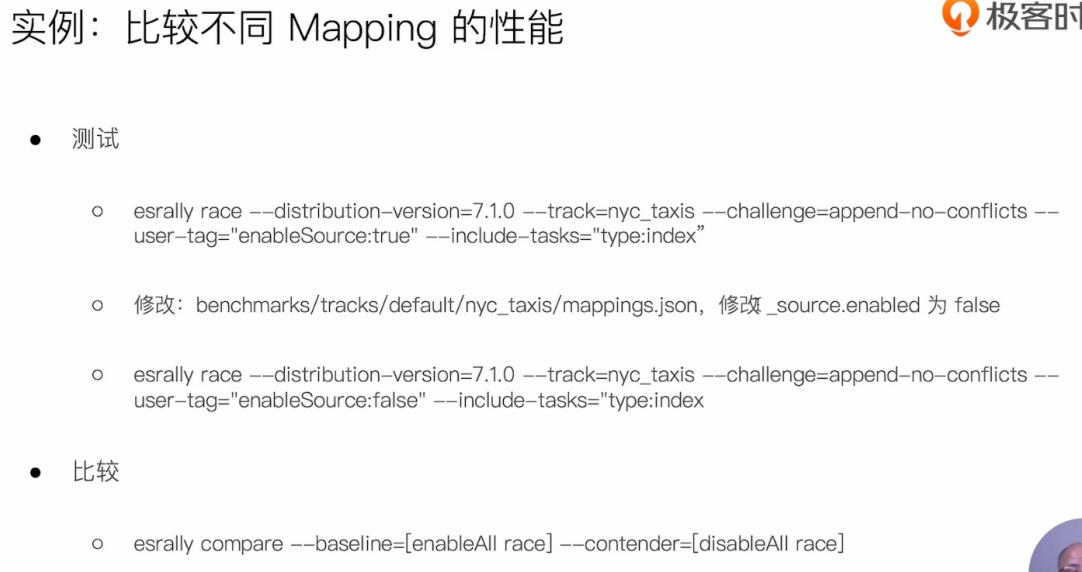 实例：比较不同 Mapping 的性能
极客时
● 测试
○ esrally race --distribution-version=7.1.0 --track=nyc_taxis --challenge=append-no-conflicts --
user-tag="enableSource:true" --include-tasks="type:index”
○ 修改：benchmarks/tracks/default/nyc_taxis/mappings.json，修改 _source.enabled 为 false
○ esrally race --distribution-version=7.1.0 --track=nyc_taxis --challenge=append-no-conflicts --
user-tag="enableSource:false" --include-tasks="type:index
● 比较
○ esrally compare --baseline=[enableAll race] --contender=[disableAll race]